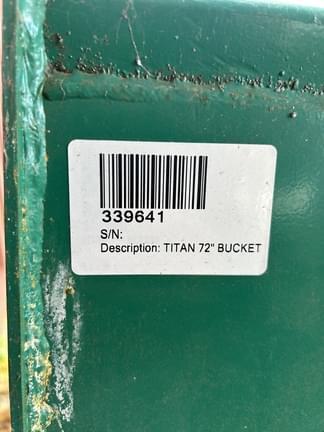 339641
S/N:
Description: TITAN 72" BUCKET